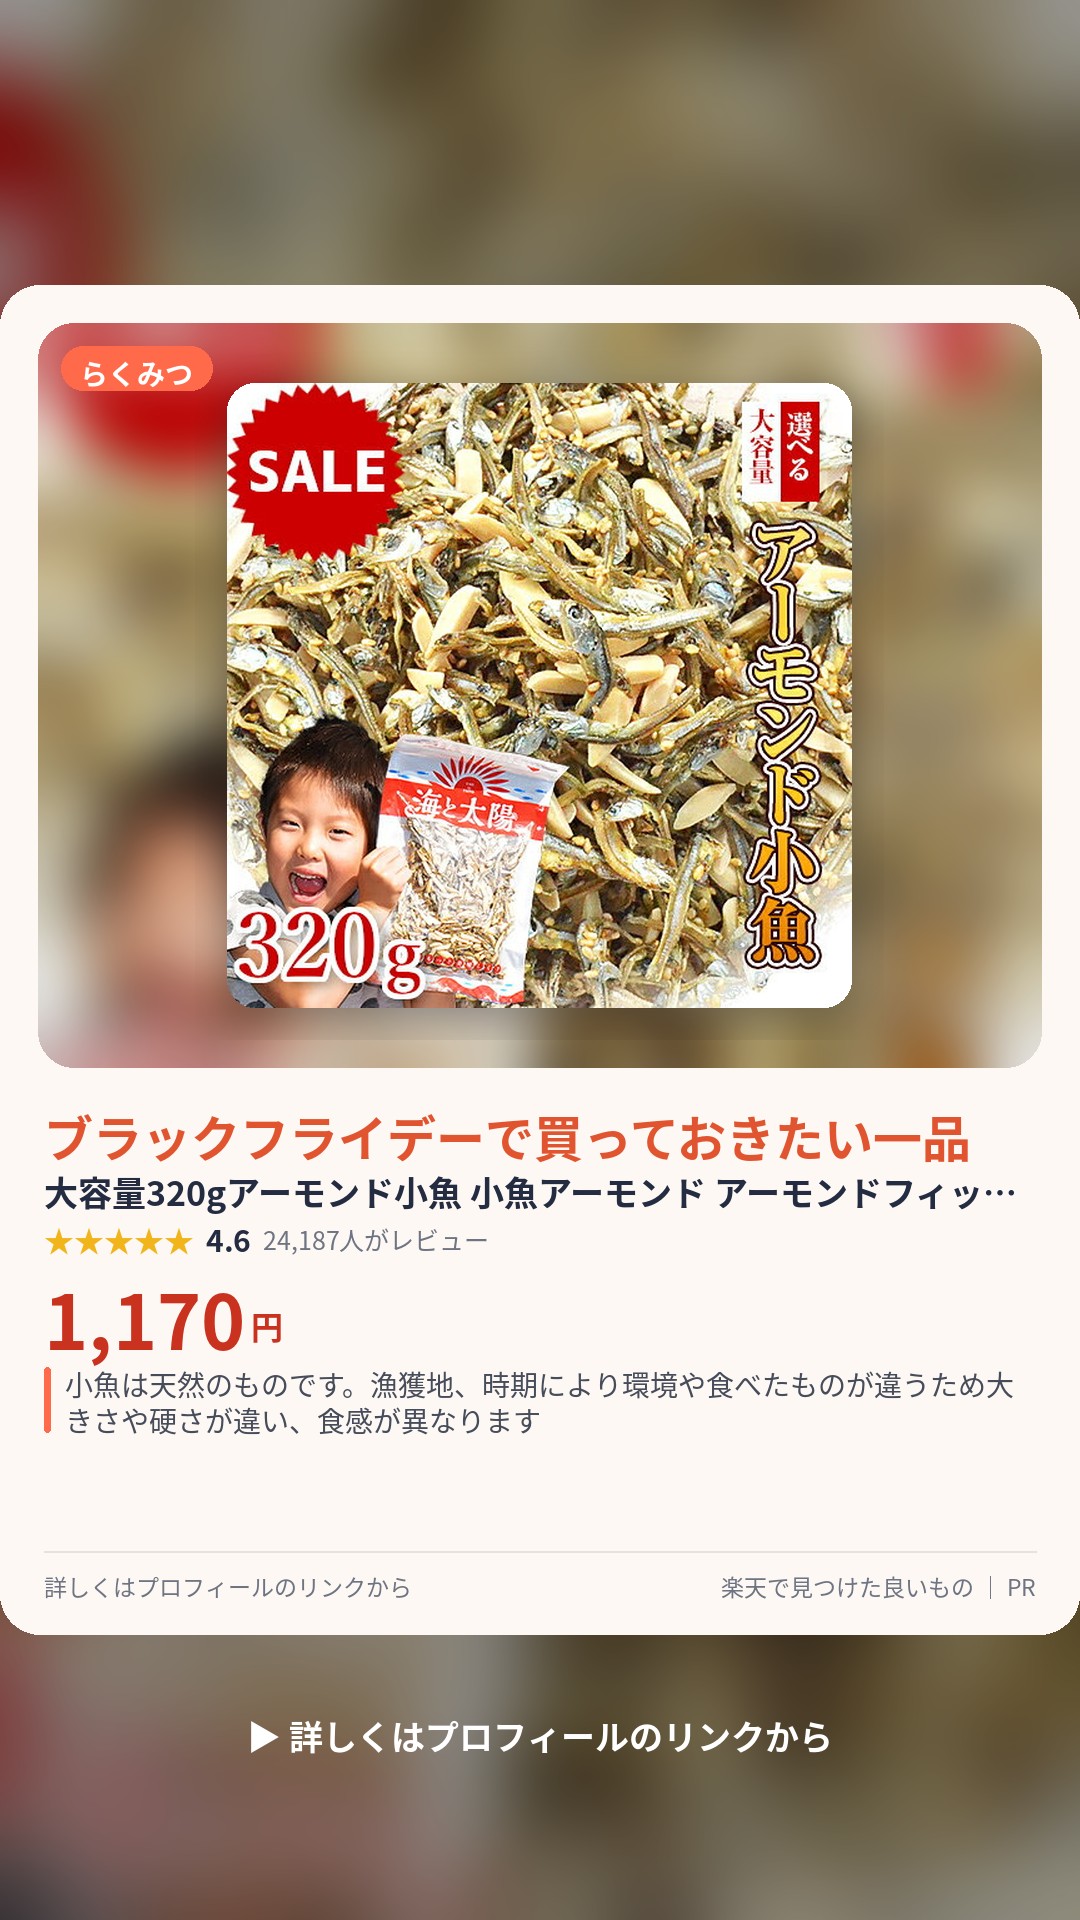 らくみつ
SALE
選べる
大容量
アーモンド小魚
海と太陽
320g
ブラックフライデーで買っておきたい一品
大容量320gアーモンド小魚 小魚アーモンド アーモンドフィッ…
★★★★★ 4.6 24,187人がレビュー
1,170円
小魚は天然のものです。漁獲地、時期により環境や食べたものが違うため大
きさや硬さが違い、食感が異なります
詳しくはプロフィールのリンクから
楽天で見つけた良いもの｜PR
▶ 詳しくはプロフィールのリンクから